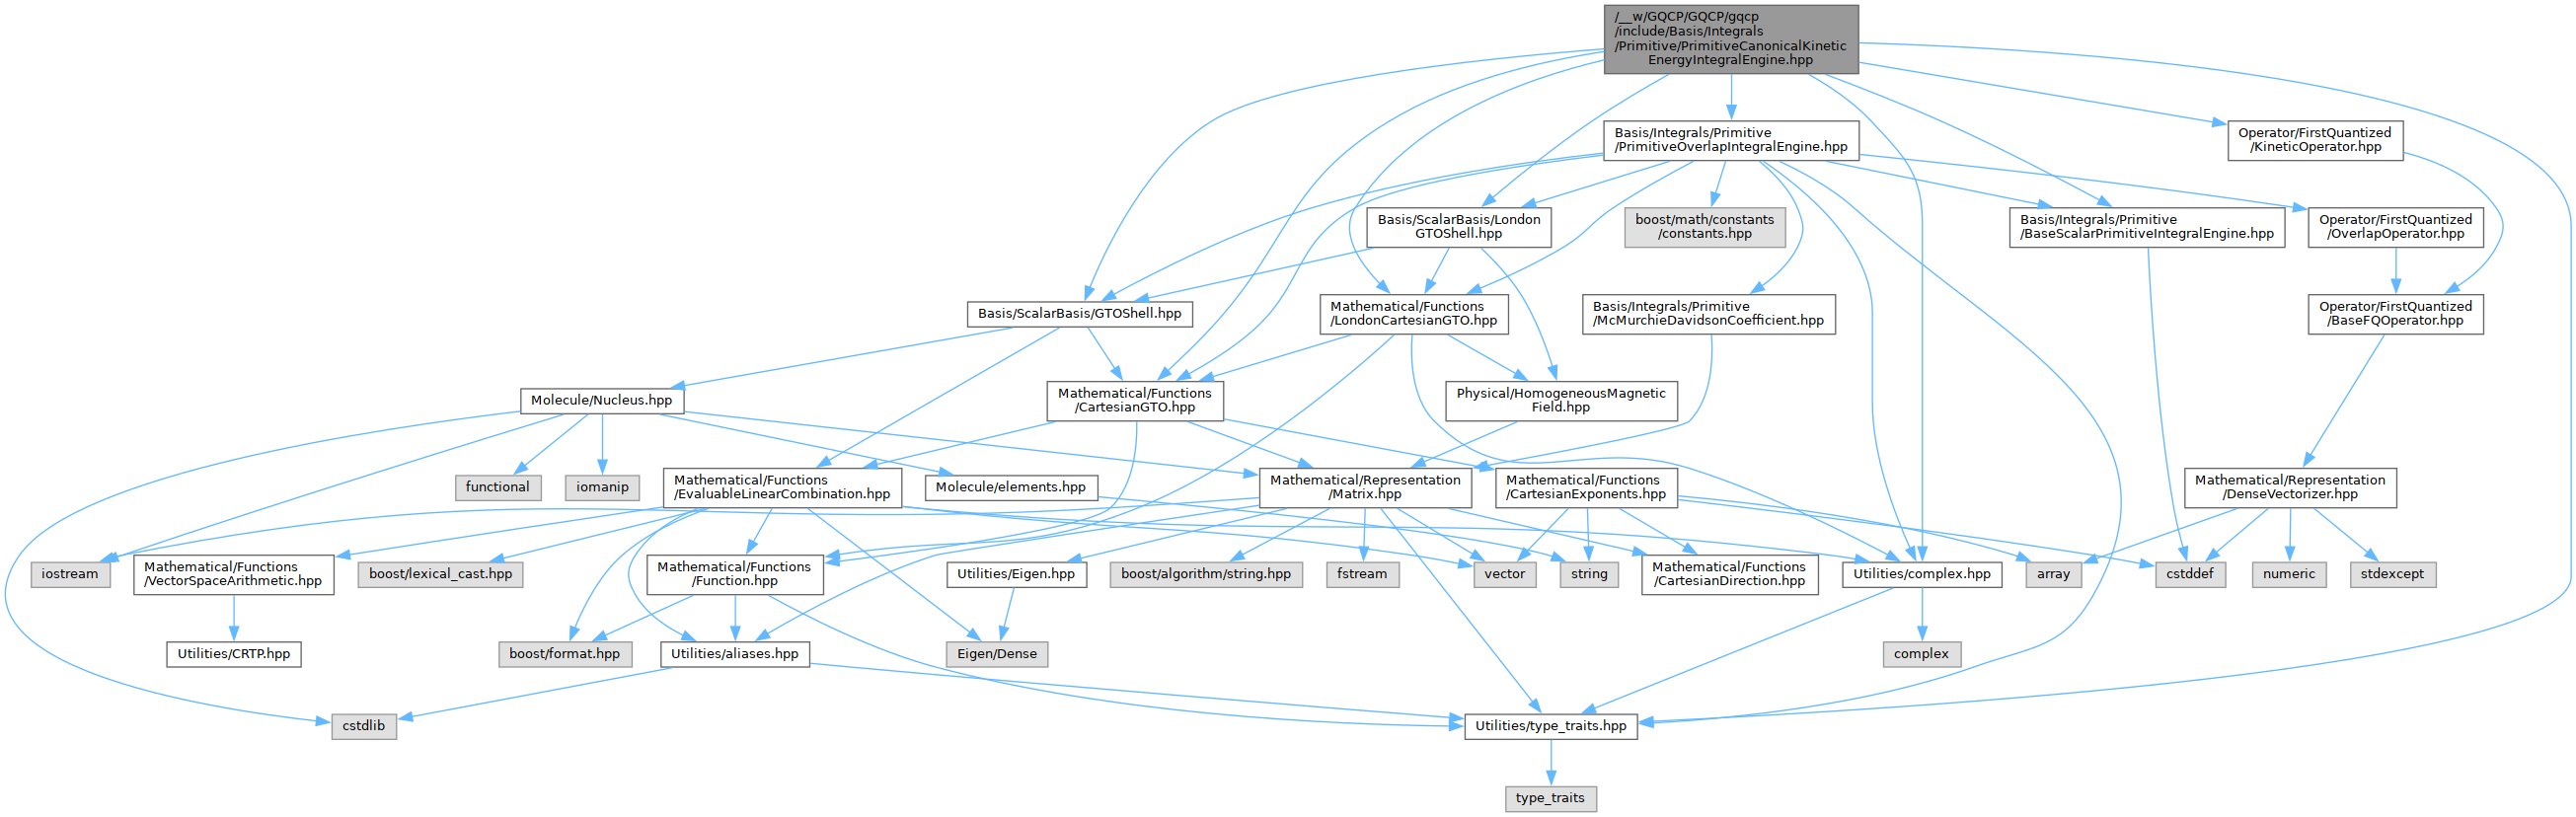 /__w/GQCP/GQCP/gqcp
/include/Basis/Integrals
/Primitive/PrimitiveCanonicalKinetic
EnergyIntegralEngine.hpp
Basis/Integrals/Primitive
/PrimitiveOverlapIntegralEngine.hpp
Operator/FirstQuantized
/KineticOperator.hpp
Basis/ScalarBasis/London
GTOShell.hpp
boost/math/constants
/constants.hpp
Basis/Integrals/Primitive
/BaseScalarPrimitiveIntegralEngine.hpp
Operator/FirstQuantized
/OverlapOperator.hpp
Basis/ScalarBasis/GTOShell.hpp
Mathematical/Functions
/LondonCartesianGTO.hpp
Basis/Integrals/Primitive
/McMurchieDavidsonCoefficient.hpp
Operator/FirstQuantized
/BaseFQOperator.hpp
Molecule/Nucleus.hpp
Mathematical/Functions
/CartesianGTO.hpp
Physical/HomogeneousMagnetic
Field.hpp
functional
iomanip
Mathematical/Functions
/EvaluableLinearCombination.hpp
Molecule/elements.hpp
Mathematical/Representation
/Matrix.hpp
Mathematical/Functions
/CartesianExponents.hpp
Mathematical/Representation
/DenseVectorizer.hpp
iostream
Mathematical/Functions
/VectorSpaceArithmetic.hpp
boost/lexical_cast.hpp
Mathematical/Functions
/Function.hpp
Utilities/Eigen.hpp
boost/algorithm/string.hpp
fstream
vector
string
Mathematical/Functions
/CartesianDirection.hpp
Utilities/complex.hpp
array
cstddef
numeric
stdexcept
Utilities/CRTP.hpp
boost/format.hpp
Utilities/aliases.hpp
Eigen/Dense
complex
cstdlib
Utilities/type_traits.hpp
type_traits